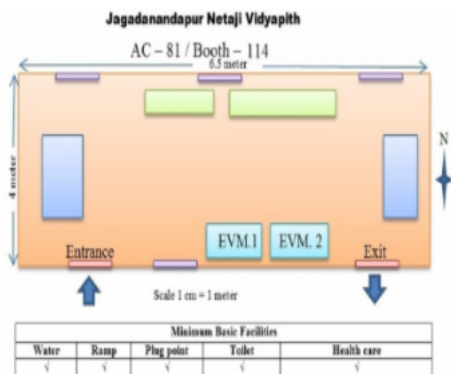 Jagadanandapur Netaji Vidyapith
AC – 81 / Booth – 114
6.5 meter
4 meter
N
EVM.1 EVM. 2
Entrance Exit
Scale 1 cm = 1 meter
Minimum Basic Facilities
Water Ramp Plug point Toilet Health care
√ √ √ √ √